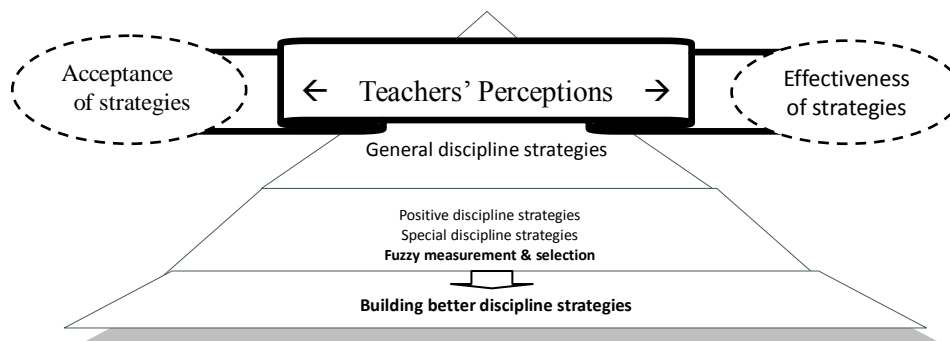 Acceptance
of strategies
← Teachers’ Perceptions →
Effectiveness
of strategies
General discipline strategies
Positive discipline strategies
Special discipline strategies
Fuzzy measurement & selection
Building better discipline strategies